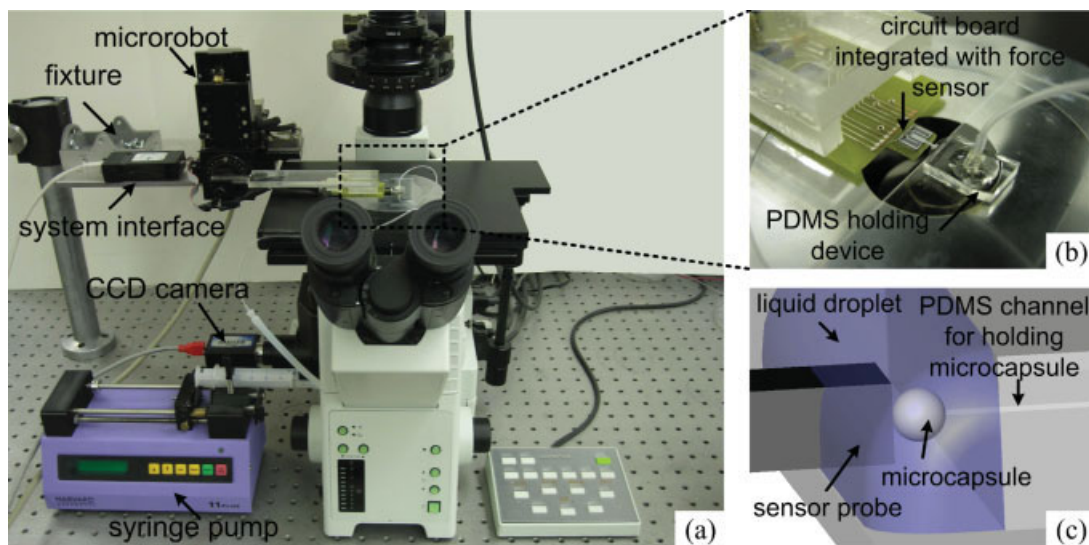 microrobot
fixture
system interface
CCD camera
syringe pump
(a)
circuit board
integrated with force
sensor
PDMS holding
device
(b)
liquid droplet
PDMS channel
for holding
microcapsule
microcapsule
sensor probe
(c)